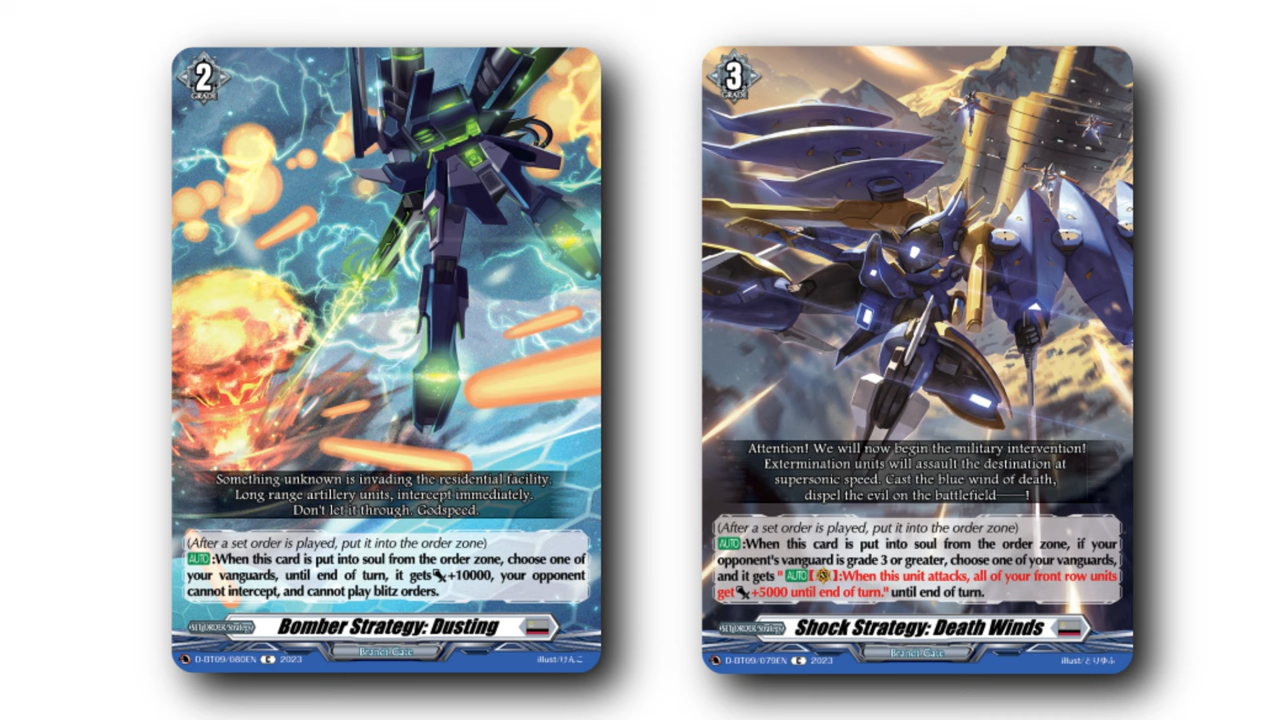 2
GRADE
Something unknown is invading the residential facility.
Long range artillery units, intercept immediately.
Don't let it through. Godspeed.
(After a set order is played, put it into the order zone)
AUTO:When this card is put into soul from the order zone, choose one of
your vanguards, until end of turn, it gets +10000, your opponent
cannot intercept, and cannot play blitz orders.
SET ORDER Strategy
Bomber Strategy: Dusting
Brandt Gate
D-BT09/080EN C 2023
illust/けんこ
3
GRADE
Attention! We will now begin the military intervention!
Extermination units will assault the destination at
supersonic speed. Cast the blue wind of death,
dispel the evil on the battlefield——!
(After a set order is played, put it into the order zone)
AUTO:When this card is put into soul from the order zone, if your
opponent's vanguard is grade 3 or greater, choose one of your vanguards,
and it gets "AUTO[ ]:When this unit attacks, all of your front row units
get +5000 until end of turn." until end of turn.
SET ORDER Strategy
Shock Strategy: Death Winds
Brandt Gate
D-BT09/079EN C 2023
illust/とりゆふ